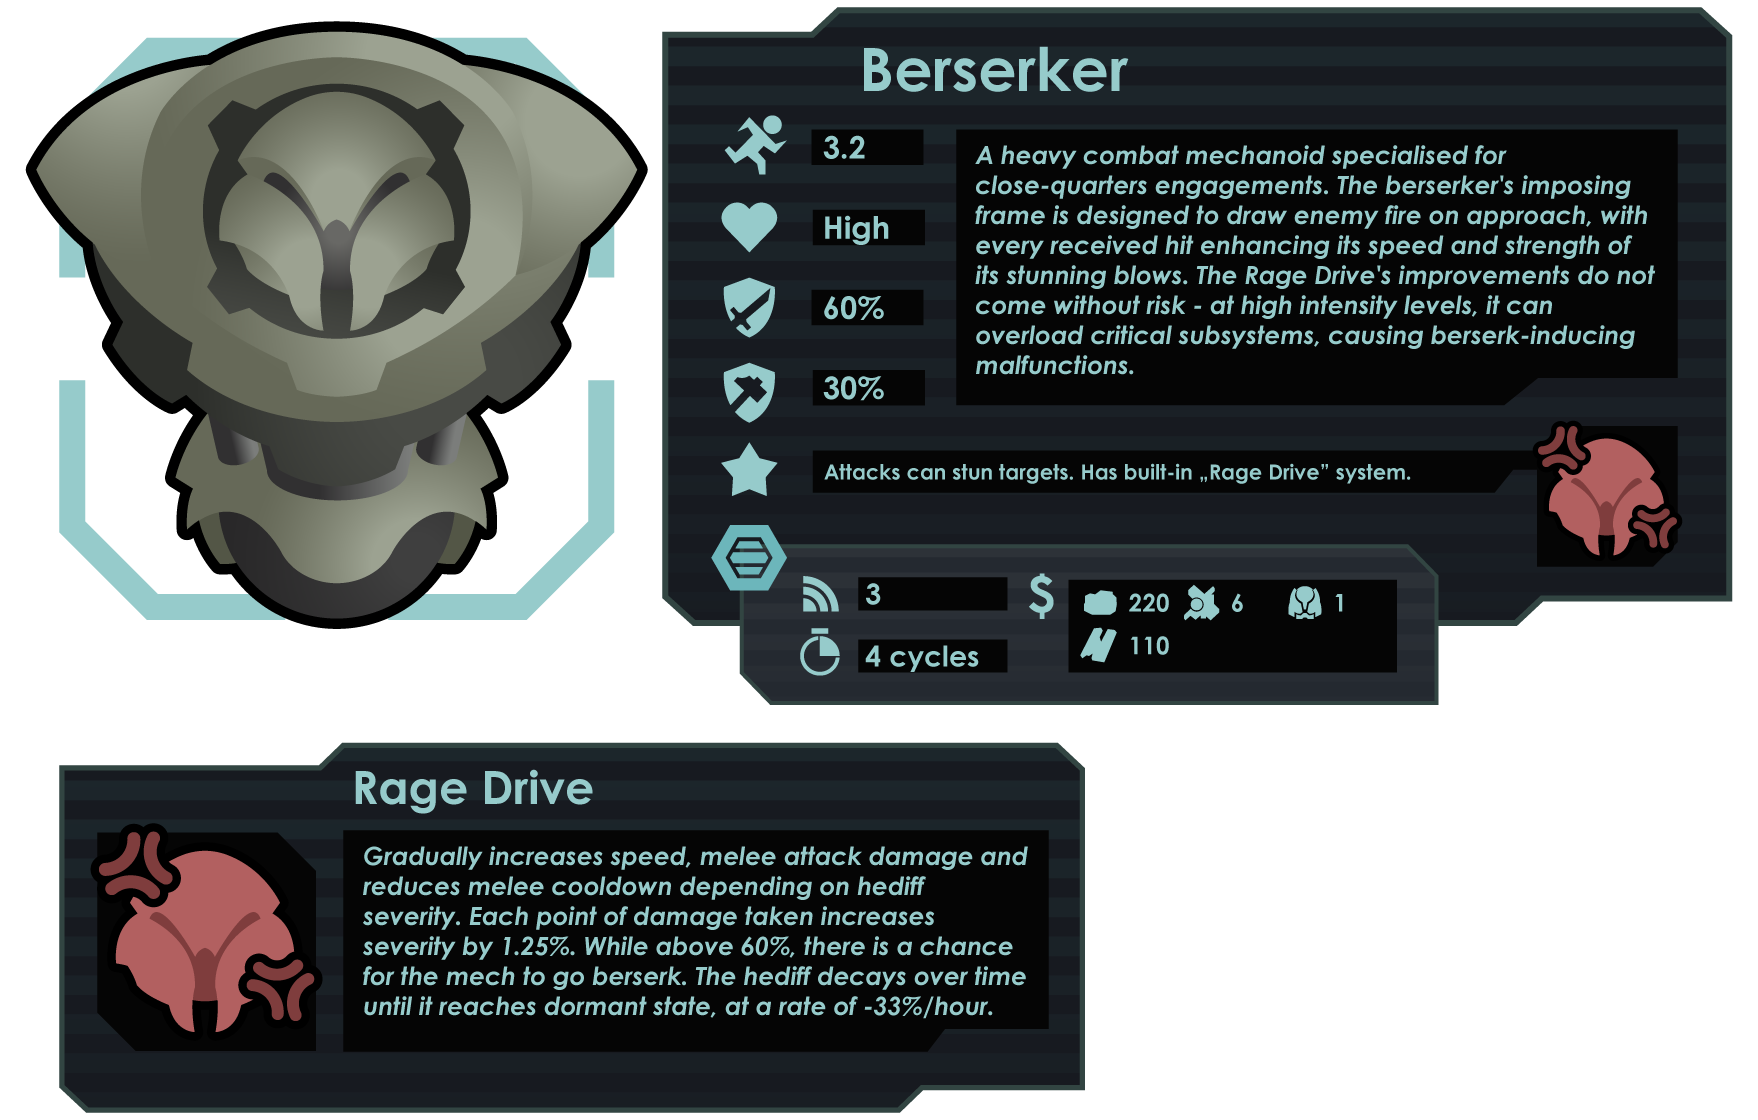 Berserker
3.2
High
60%
30%
A heavy combat mechanoid specialised for
close-quarters engagements. The berserker's imposing
frame is designed to draw enemy fire on approach, with
every received hit enhancing its speed and strength of
its stunning blows. The Rage Drive's improvements do not
come without risk - at high intensity levels, it can
overload critical subsystems, causing berserk-inducing
malfunctions.
Attacks can stun targets. Has built-in „Rage Drive” system.
3
4 cycles
$
220 6 1
110
Rage Drive
Gradually increases speed, melee attack damage and
reduces melee cooldown depending on hediff
severity. Each point of damage taken increases
severity by 1.25%. While above 60%, there is a chance
for the mech to go berserk. The hediff decays over time
until it reaches dormant state, at a rate of -33%/hour.